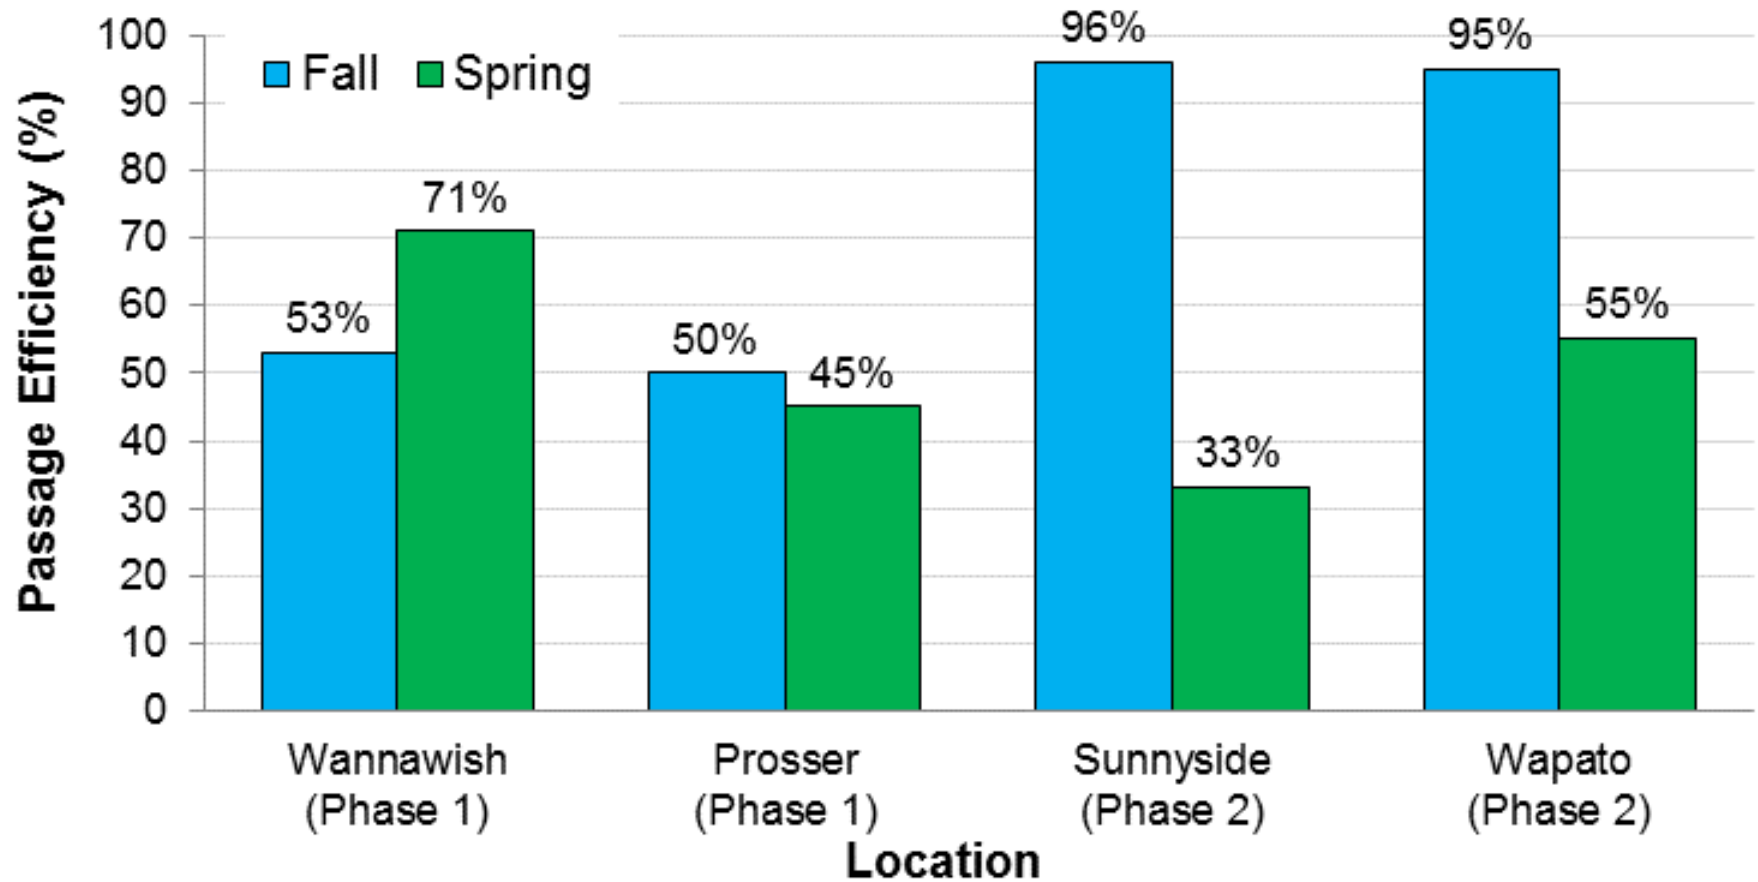 Passage Efficiency (%)
100
90
80
70
60
50
40
30
20
10
0
Fall Spring
53%
71%
50%
45%
96%
33%
95%
55%
Wannawish
(Phase 1)
Prosser
(Phase 1)
Sunnyside
(Phase 2)
Wapato
(Phase 2)
Location